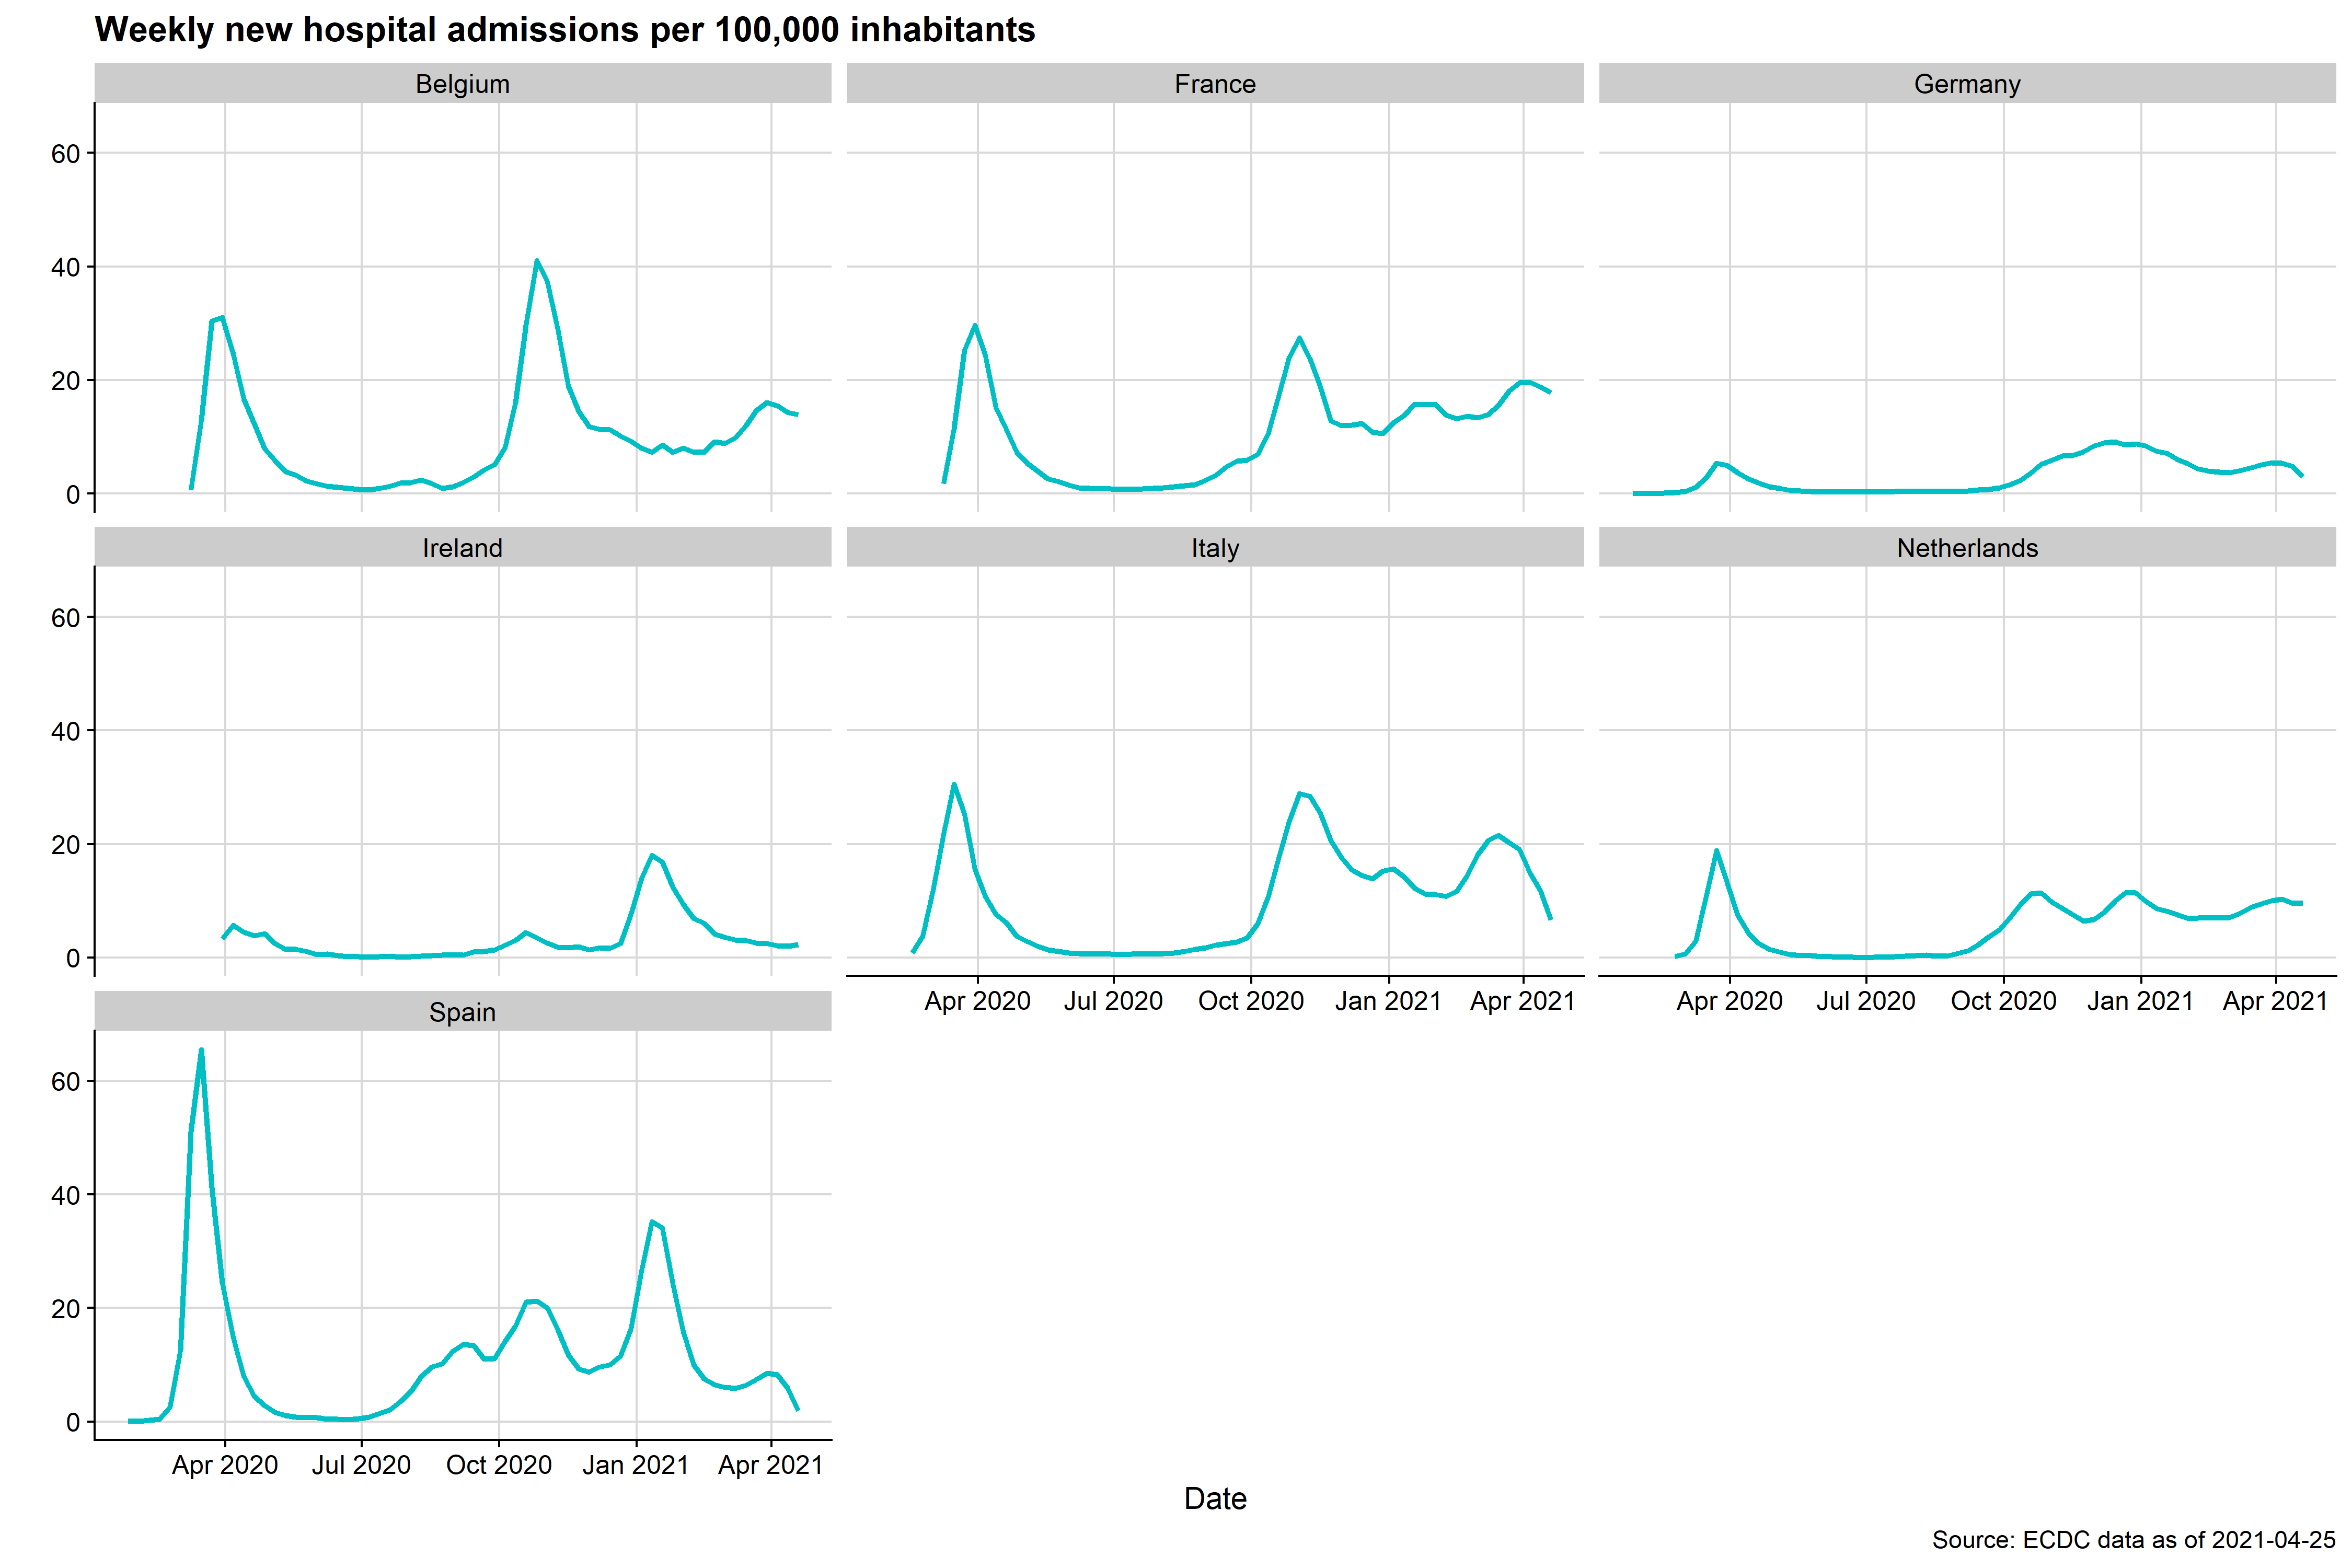 Weekly new hospital admissions per 100,000 inhabitants
Belgium France Germany
60
40
20
0
Ireland Italy Netherlands
60
40
20
0
Apr 2020 Jul 2020 Oct 2020 Jan 2021 Apr 2021 Apr 2020 Jul 2020 Oct 2020 Jan 2021 Apr 2021
Spain
60
40
20
0
Apr 2020 Jul 2020 Oct 2020 Jan 2021 Apr 2021
Date
Source: ECDC data as of 2021-04-25